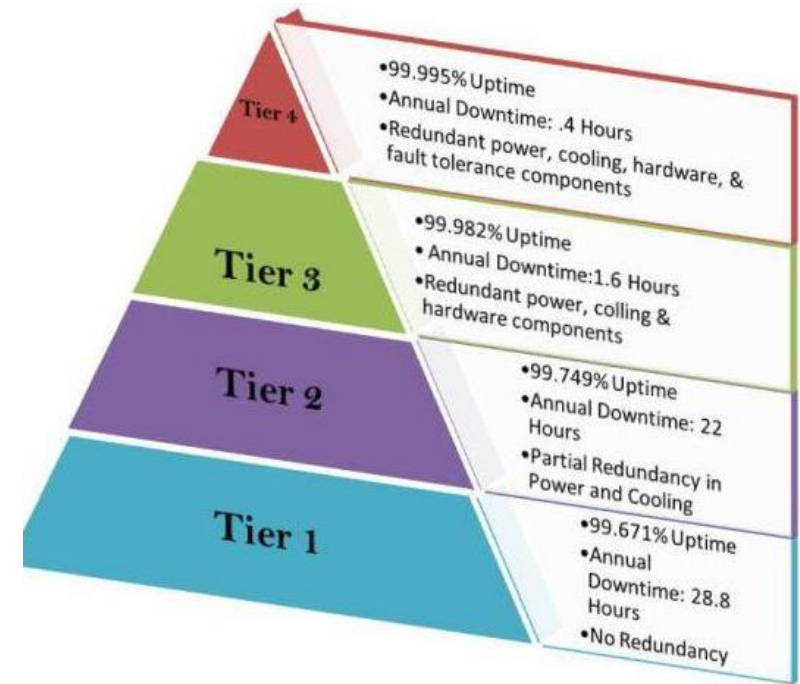 Tier 4
•99.995% Uptime
•Annual Downtime: .4 Hours
•Redundant power, cooling, hardware, &
fault tolerance components
Tier 3
•99.982% Uptime
• Annual Downtime:1.6 Hours
•Redundant power, colling &
hardware components
Tier 2
•99.749% Uptime
•Annual Downtime: 22
Hours
•Partial Redundancy in
Power and Cooling
Tier 1
•99.671% Uptime
•Annual
Downtime: 28.8
Hours
•No Redundancy